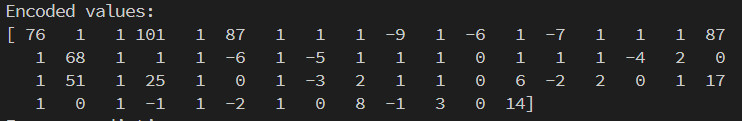 Encoded values:
[ 76 1 1 101 1 87 1 1 1 -9 1 -6 1 -7 1 1 1 87
1 68 1 1 1 -6 1 -5 1 1 1 0 1 1 1 -4 2 0
1 51 1 25 1 0 1 -3 2 1 1 0 6 -2 2 0 1 17
1 0 1 -1 1 -2 1 0 8 -1 3 0 14]